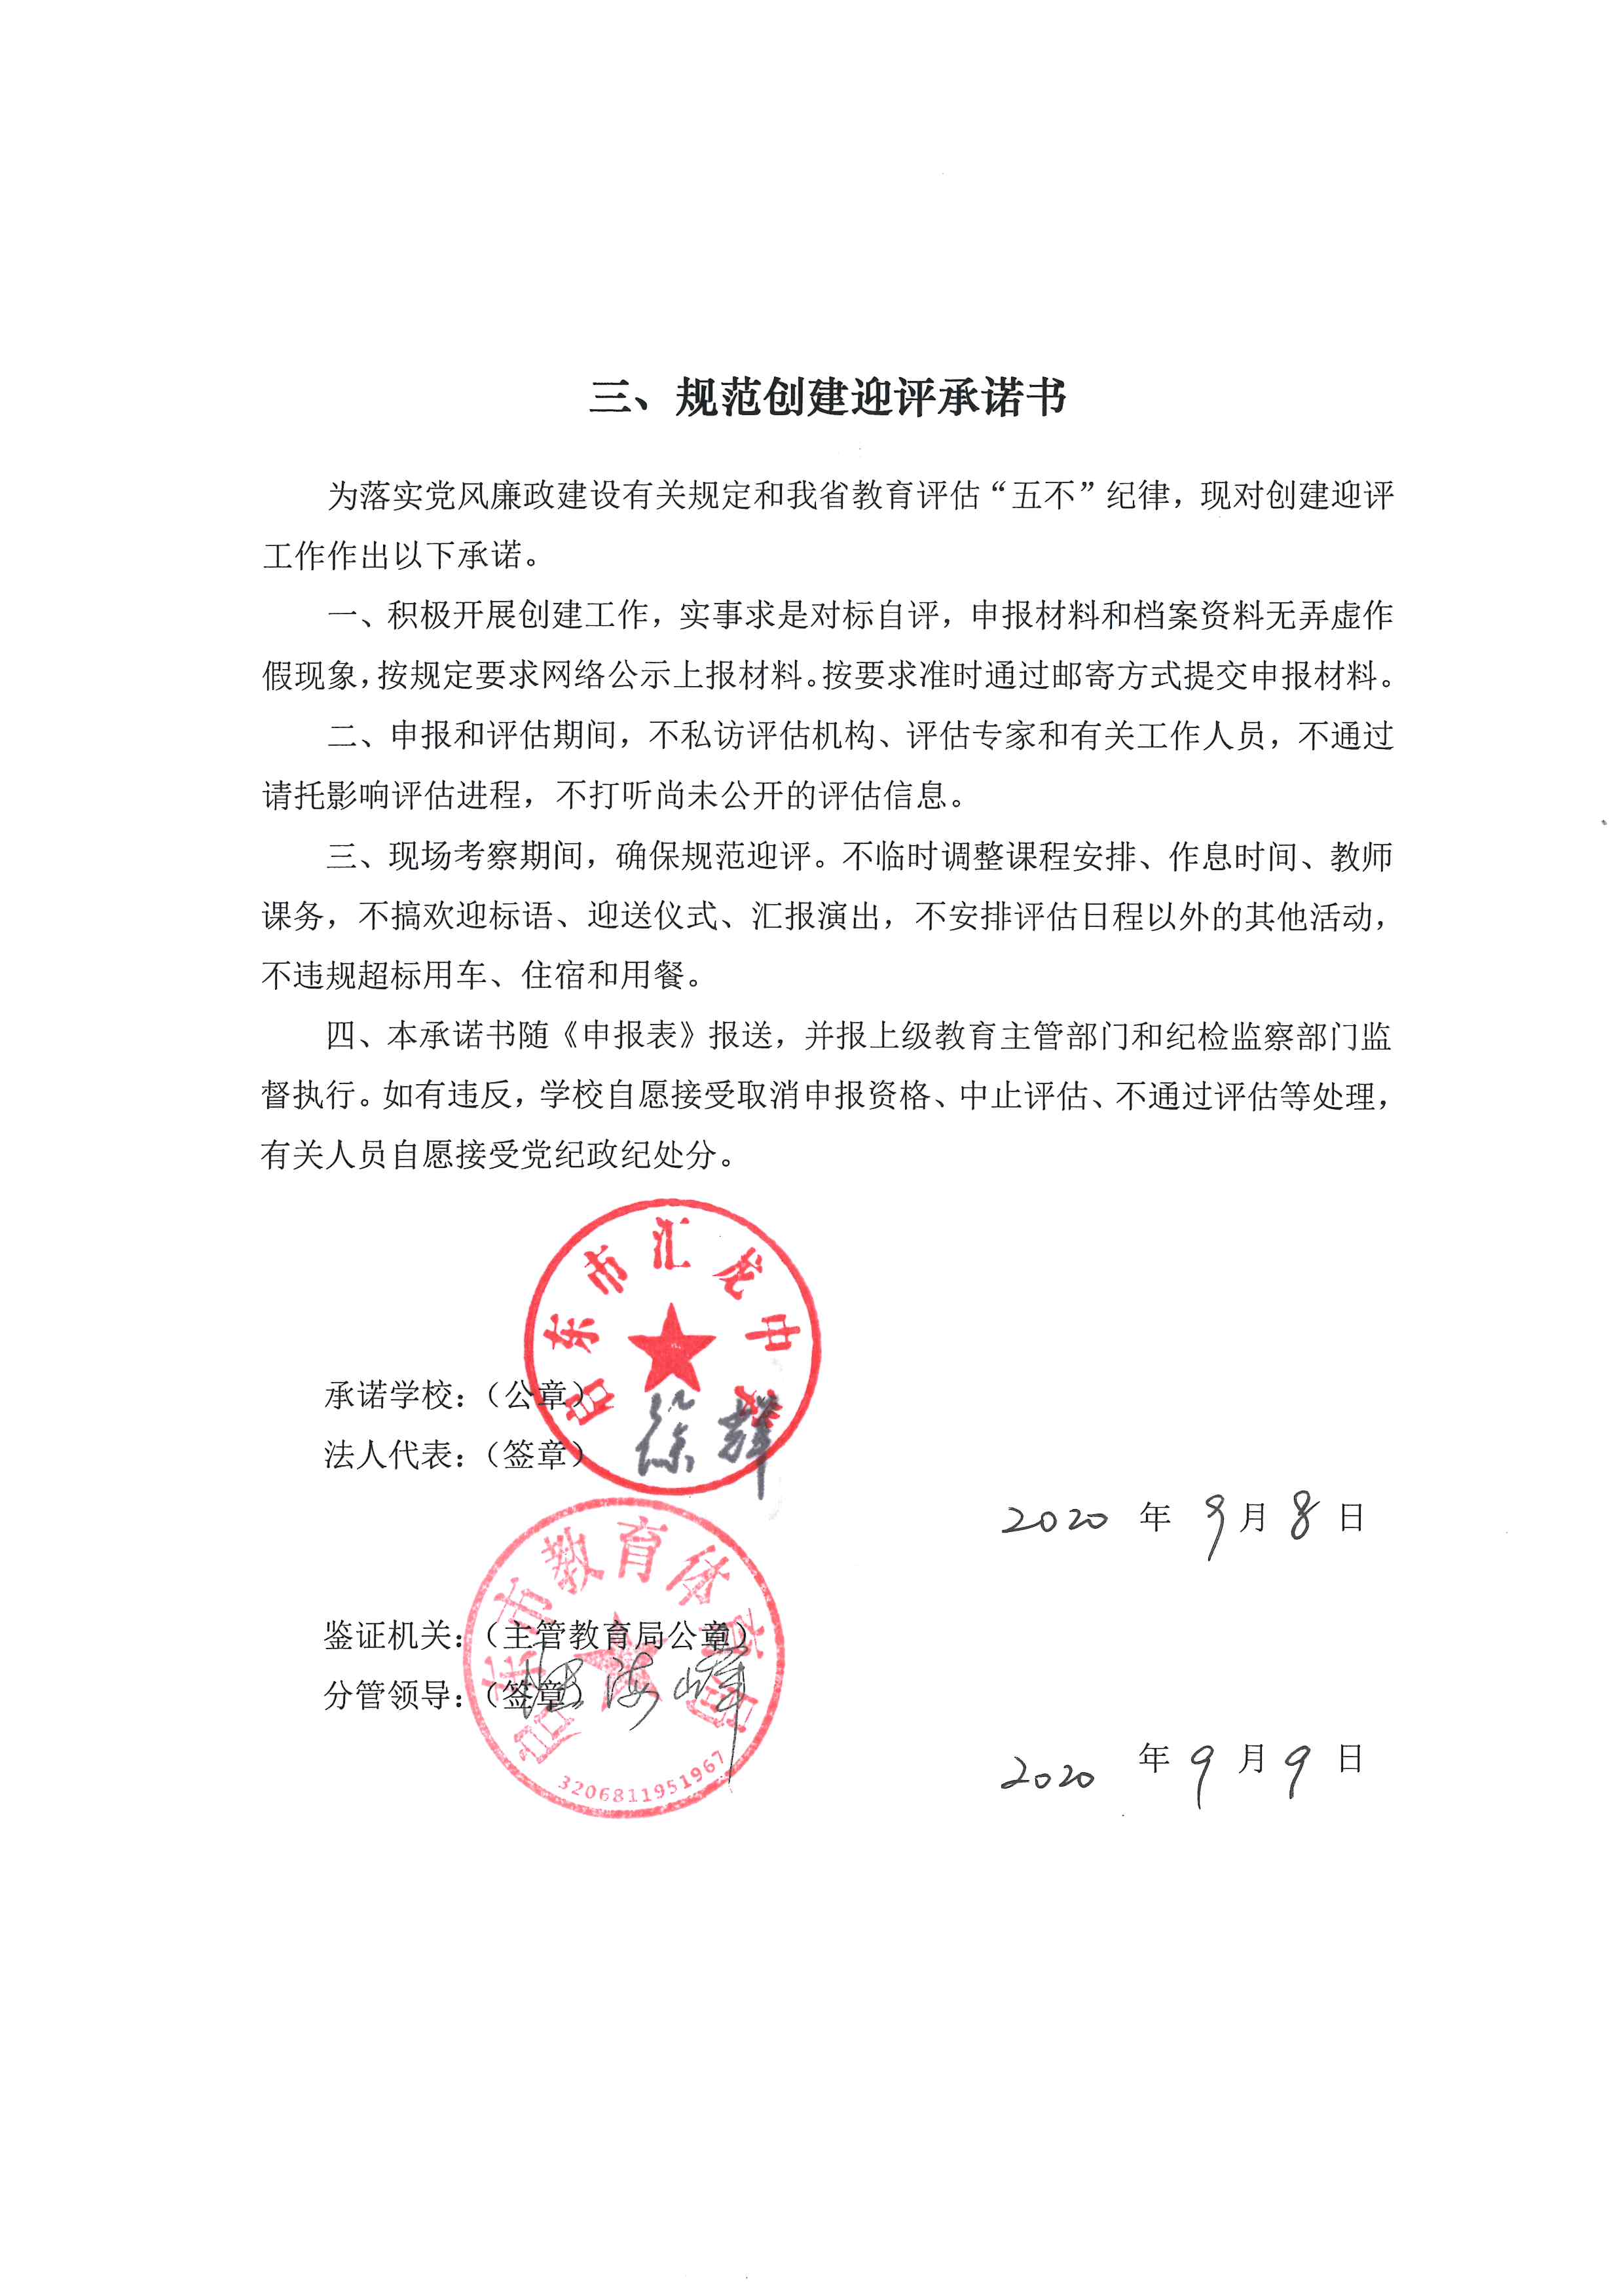 三、规范创建迎评承诺书
为落实党风廉政建设有关规定和我省教育评估“五不”纪律，现对创建迎评
工作作出以下承诺。
一、积极开展创建工作，实事求是对标自评，申报材料和档案资料无弄虚作
假现象，按规定要求网络公示上报材料。按要求准时通过邮寄方式提交申报材料。
二、申报和评估期间，不私访评估机构、评估专家和有关工作人员，不通过
请托影响评估进程，不打听尚未公开的评估信息。
三、现场考察期间，确保规范迎评。不临时调整课程安排、作息时间、教师
课务，不搞欢迎标语、迎送仪式、汇报演出，不安排评估日程以外的其他活动，
不违规超标用车、住宿和用餐。
四、本承诺书随《申报表》报送，并报上级教育主管部门和纪检监察部门监
督执行。如有违反，学校自愿接受取消申报资格、中止评估、不通过评估等处理，
有关人员自愿接受党纪政纪处分。
启东市汇龙中学
承诺学校：（公章）
法人代表：（签章）徐辉
2020 年 9 月 8 日
启东市教育体育局
鉴证机关：（主管教育局公章）
分管领导：（签章）海峰
3206811951967
2020 年 9 月 9 日